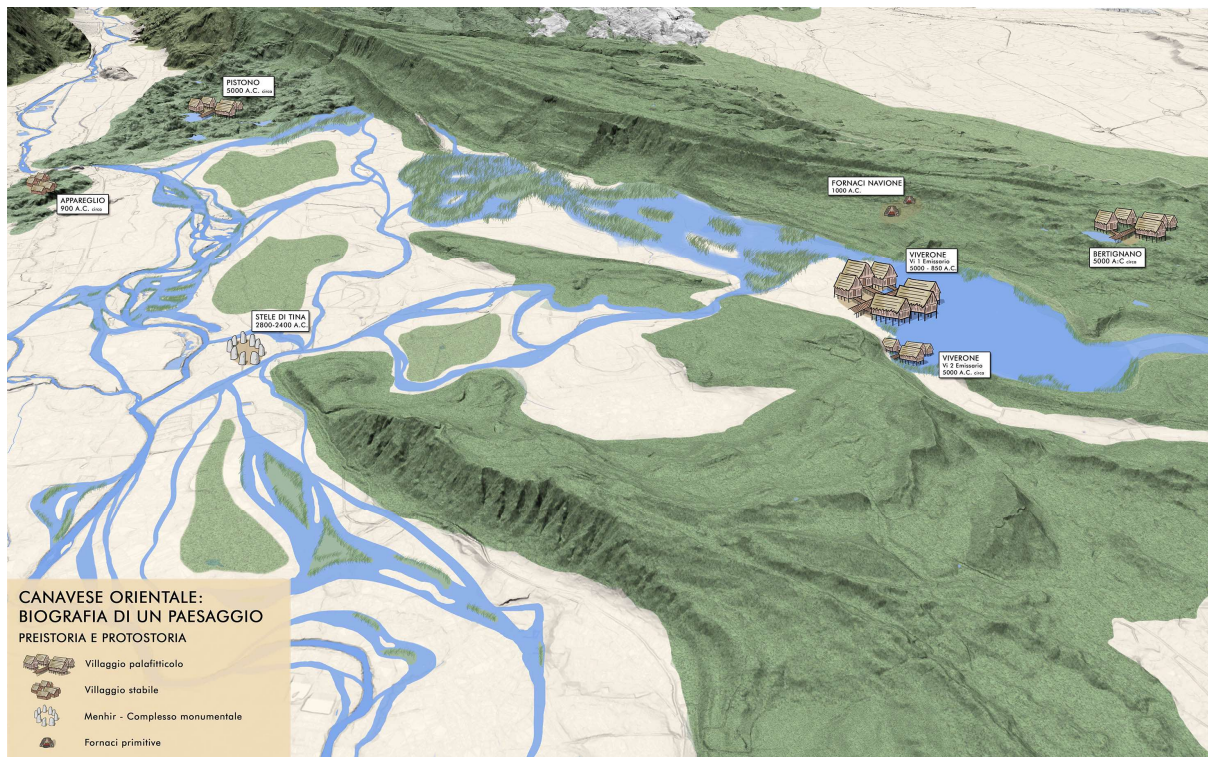 PISTONO
5000 A.C. circa
APPAREGLIO
900 A.C. circa
FORNACI NAVIONE
1000 A.C.
BERTIGNANO
5000 A:C circa
VIVERONE
Vi 1 Emissario
5000 - 850 A.C.
STELE DI TINA
2800-2400 A.C.
VIVERONE
Vi 2 Emissario
5000 A.C. circa
CANAVESE ORIENTALE:
BIOGRAFIA DI UN PAESAGGIO
PREISTORIA E PROTOSTORIA
Villaggio palafitticolo
Villaggio stabile
Menhir - Complesso monumentale
Fornaci primitive